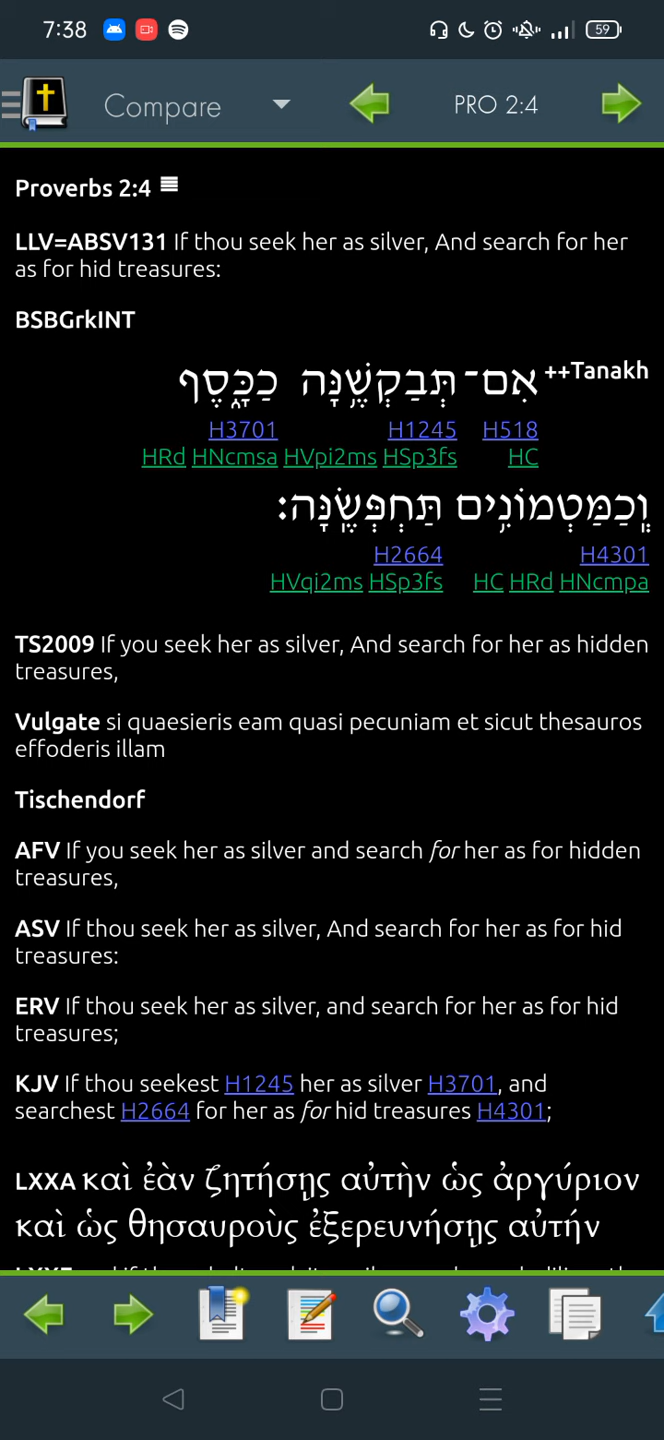 7:38
59
Compare
PRO 2:4
Proverbs 2:4
LLV=ABSV131 If thou seek her as silver, And search for her
as for hid treasures:
BSBGrkINT
++Tanakh אִם־תְּבַקְשֶׁ֥נָּה כַכָּ֑סֶף
H518 H1245 H3701
HC HVpi2ms HSp3fs HRd HNcmsa
וְֽכַמַּטְמוֹנִ֥ים תַּחְפְּשֶֽׂנָּה׃
H4301 H2664
HC HRd HNcmpa HVqi2ms HSp3fs
TS2009 If you seek her as silver, And search for her as hidden
treasures,
Vulgate si quaesieris eam quasi pecuniam et sicut thesauros
effoderis illam
Tischendorf
AFV If you seek her as silver and search for her as for hidden
treasures,
ASV If thou seek her as silver, And search for her as for hid
treasures:
ERV If thou seek her as silver, and search for her as for hid
treasures;
KJV If thou seekest H1245 her as silver H3701, and
searchest H2664 for her as for hid treasures H4301;
LXXA καὶ ἐὰν ζητήσῃς αὐτὴν ὡς ἀργύριον
καὶ ὡς θησαυροὺς ἐξερευνήσῃς αὐτήν